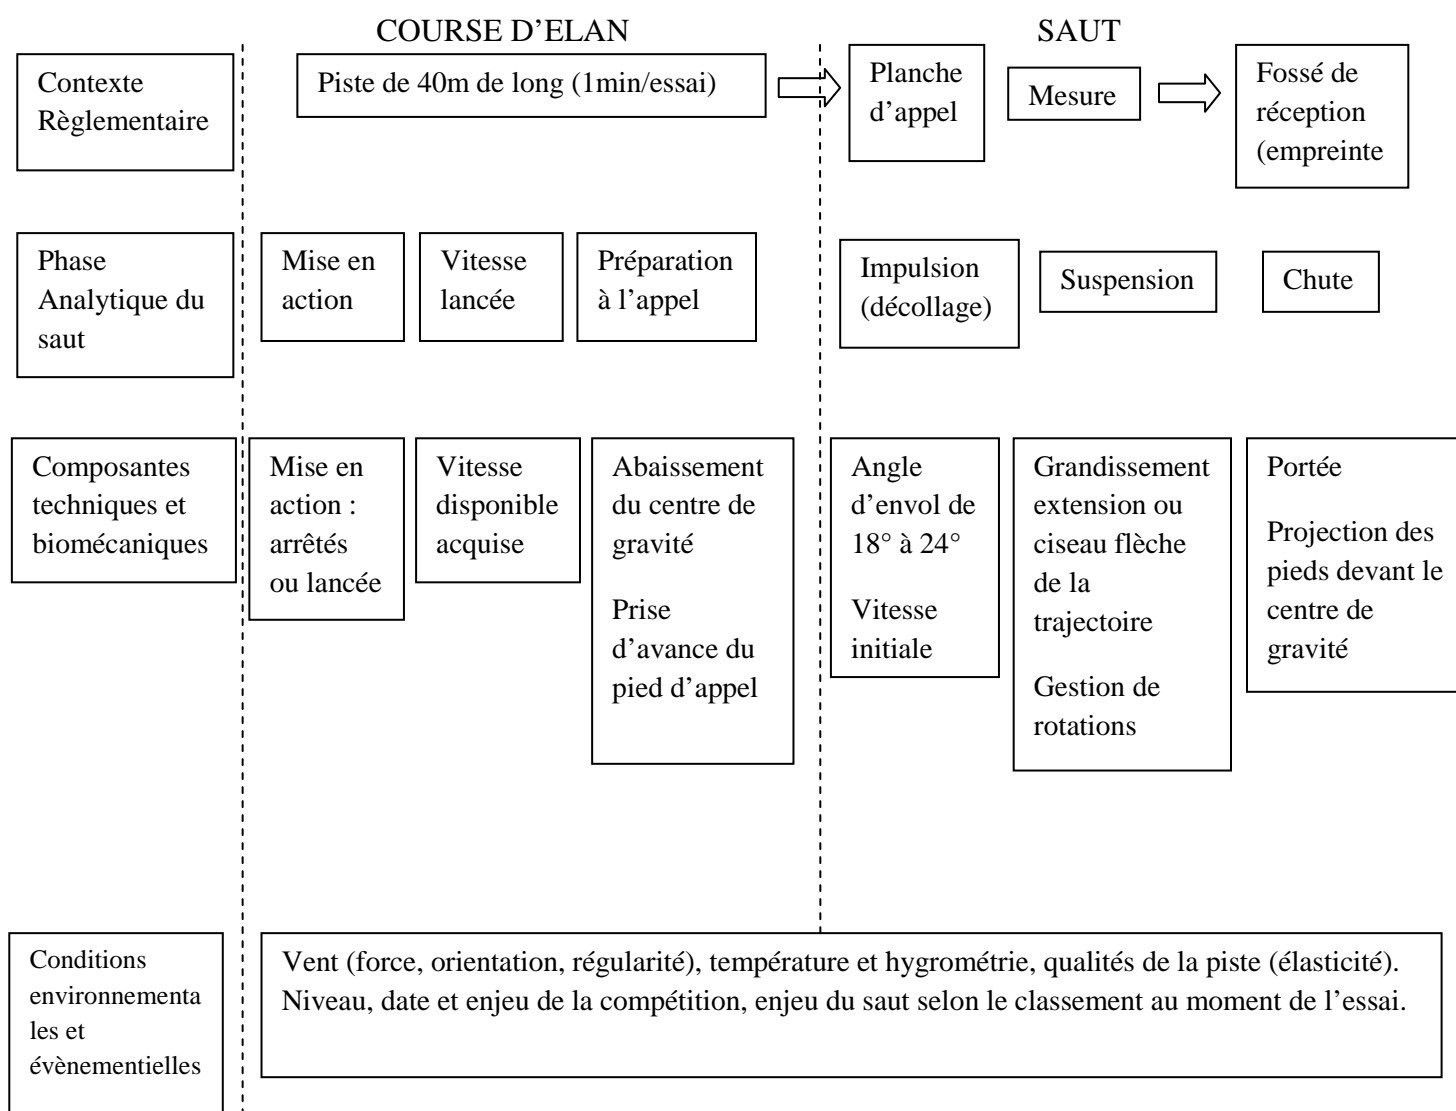 COURSE D’ELAN
SAUT
Contexte
Règlementaire
Piste de 40m de long (1min/essai)
Planche
d’appel
Mesure
Fossé de
réception
(empreinte
Phase
Analytique du
saut
Mise en
action
Vitesse
lancée
Préparation
à l’appel
Impulsion
(décollage)
Suspension
Chute
Composantes
techniques et
biomécaniques
Mise en
action :
arrêtés
ou lancée
Vitesse
disponible
acquise
Abaissement
du centre de
gravité
Prise
d’avance du
pied d’appel
Angle
d’envol de
18° à 24°
Vitesse
initiale
Grandissement
extension ou
ciseau flèche
de la
trajectoire
Gestion de
rotations
Portée
Projection des
pieds devant le
centre de
gravité
Conditions
environnementa
les et
évènementielles
Vent (force, orientation, régularité), température et hygrométrie, qualités de la piste (élasticité).
Niveau, date et enjeu de la compétition, enjeu du saut selon le classement au moment de l’essai.